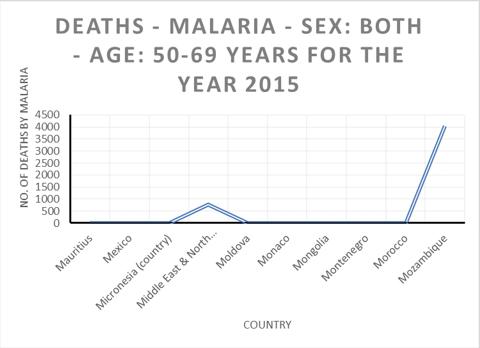 DEATHS - MALARIA - SEX: BOTH
- AGE: 50-69 YEARS FOR THE
YEAR 2015
NO. OF DEATHS BY MALARIA
4500
4000
3500
3000
2500
2000
1500
1000
500
0
Mauritius
Mexico
Micronesia (country)
Middle East & North...
Moldova
Monaco
Mongolia
Montenegro
Morocco
Mozambique
COUNTRY